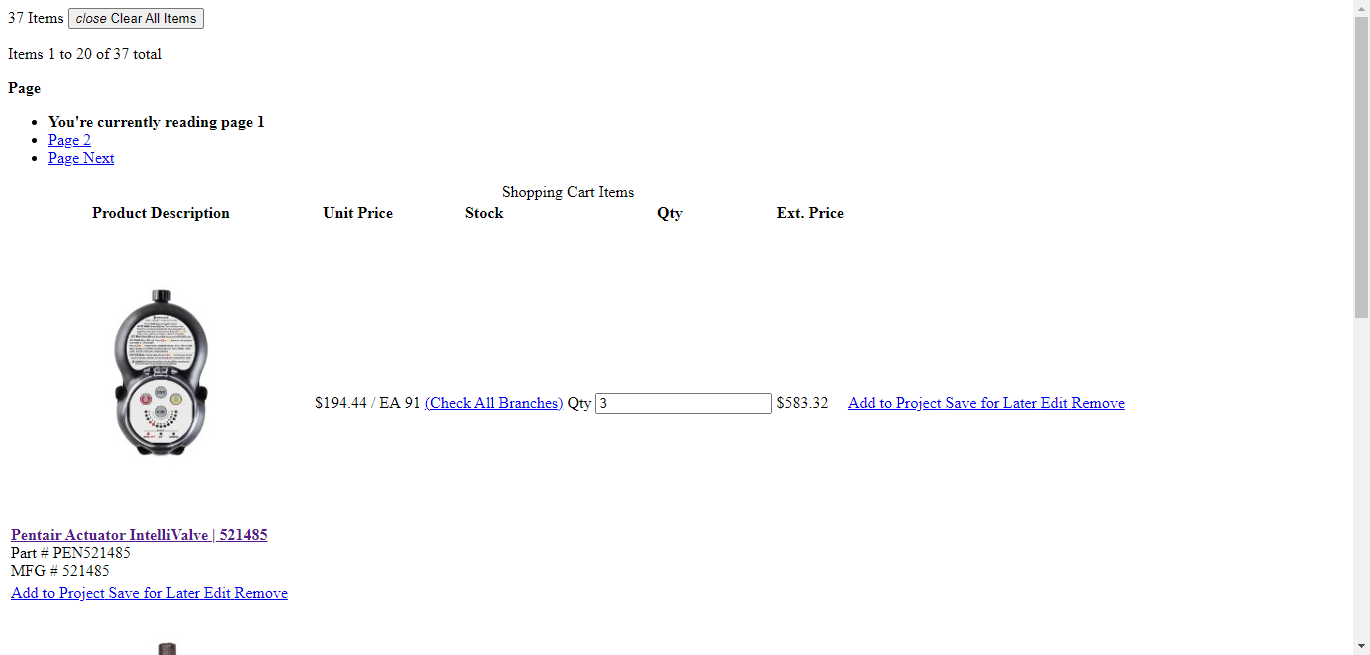 37 Items close Clear All Items
Items 1 to 20 of 37 total
Page
You're currently reading page 1
Page 2
Page Next
Shopping Cart Items
Product Description Unit Price Stock Qty Ext. Price
$194.44 / EA 91 (Check All Branches) Qty 3 $583.32 Add to Project Save for Later Edit Remove
Pentair Actuator IntelliValve | 521485
Part # PEN521485
MFG # 521485
Add to Project Save for Later Edit Remove